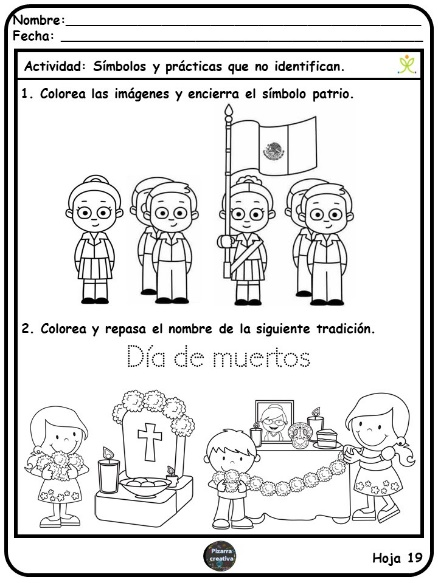 Nombre:
Fecha:
Actividad: Símbolos y prácticas que no identifican.
1. Colorea las imágenes y encierra el símbolo patrio.
2. Colorea y repasa el nombre de la siguiente tradición.
Día de muertos
Pizarra
creativa
Hoja 19